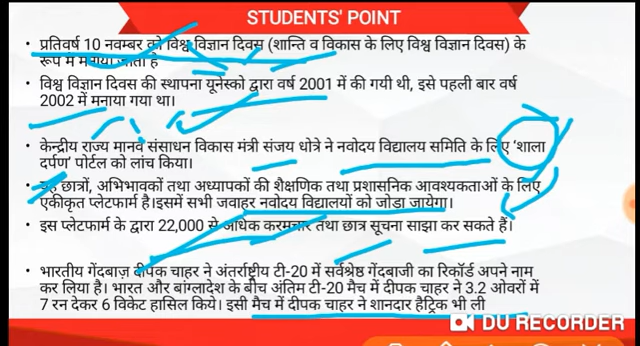 STUDENTS' POINT
• प्रतिवर्ष 10 नवम्बर को विश्व विज्ञान दिवस (शान्ति व विकास के लिए विश्व विज्ञान दिवस) के
रूप में मनाया जाता है
• विश्व विज्ञान दिवस की स्थापना यूनेस्को द्वारा वर्ष 2001 में की गयी थी, इसे पहली बार वर्ष
2002 में मनाया गया था।
• केन्द्रीय राज्य मानव संसाधन विकास मंत्री संजय धोत्रे ने नवोदय विद्यालय समिति के लिए 'शाला
दर्पण' पोर्टल को लांच किया।
• यह छात्रों, अभिभावकों तथा अध्यापकों की शैक्षणिक तथा प्रशासनिक आवश्यकताओं के लिए
एकीकृत प्लेटफार्म है। इसमें सभी जवाहर नवोदय विद्यालयों को जोड़ा जायेगा।
• इस प्लेटफार्म के द्वारा 22,000 से अधिक तथा छात्र सूचना साझा कर सकते हैं।
• भारतीय गेंदबाज़ दीपक चाहर ने अंतर्राष्ट्रीय टी-20 में सर्वश्रेष्ठ गेंदबाजी का रिकॉर्ड अपने नाम
कर लिया है। भारत और बांग्लादेश के बीच अंतिम टी-20 मैच में दीपक चाहर ने 3.2 ओवरों में
7 रन देकर 6 विकेट हासिल किये। इसी मैच में दीपक चाहर ने शानदार हैट्रिक भी ली
DU RECORDER